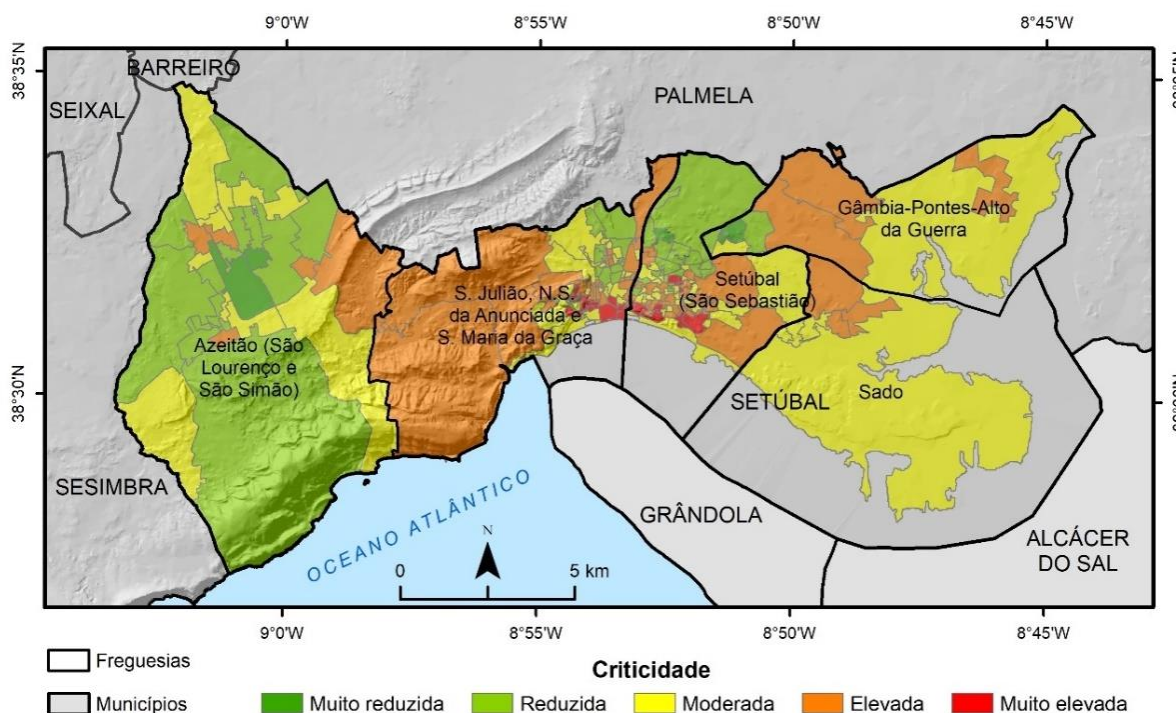 9°0'W
8°55'W
8°50'W
8°45'W
38°35'N
BARREIRO
SEIXAL
PALMELA
Gâmbia-Pontes-Alto
da Guerra
Setúbal
(São Sebastião)
S. Julião, N.S.
da Anunciada e
S. Maria da Graça
Azeitão (São
Lourenço e
São Simão)
38°30'N
SETÚBAL
Sado
SESIMBRA
OCEANO ATLÂNTICO
GRÂNDOLA
ALCÁCER
DO SAL
N
0
5 km
9°0'W
8°55'W
8°50'W
8°45'W
Freguesias
Municípios
Criticidade
Muito reduzida
Reduzida
Moderada
Elevada
Muito elevada